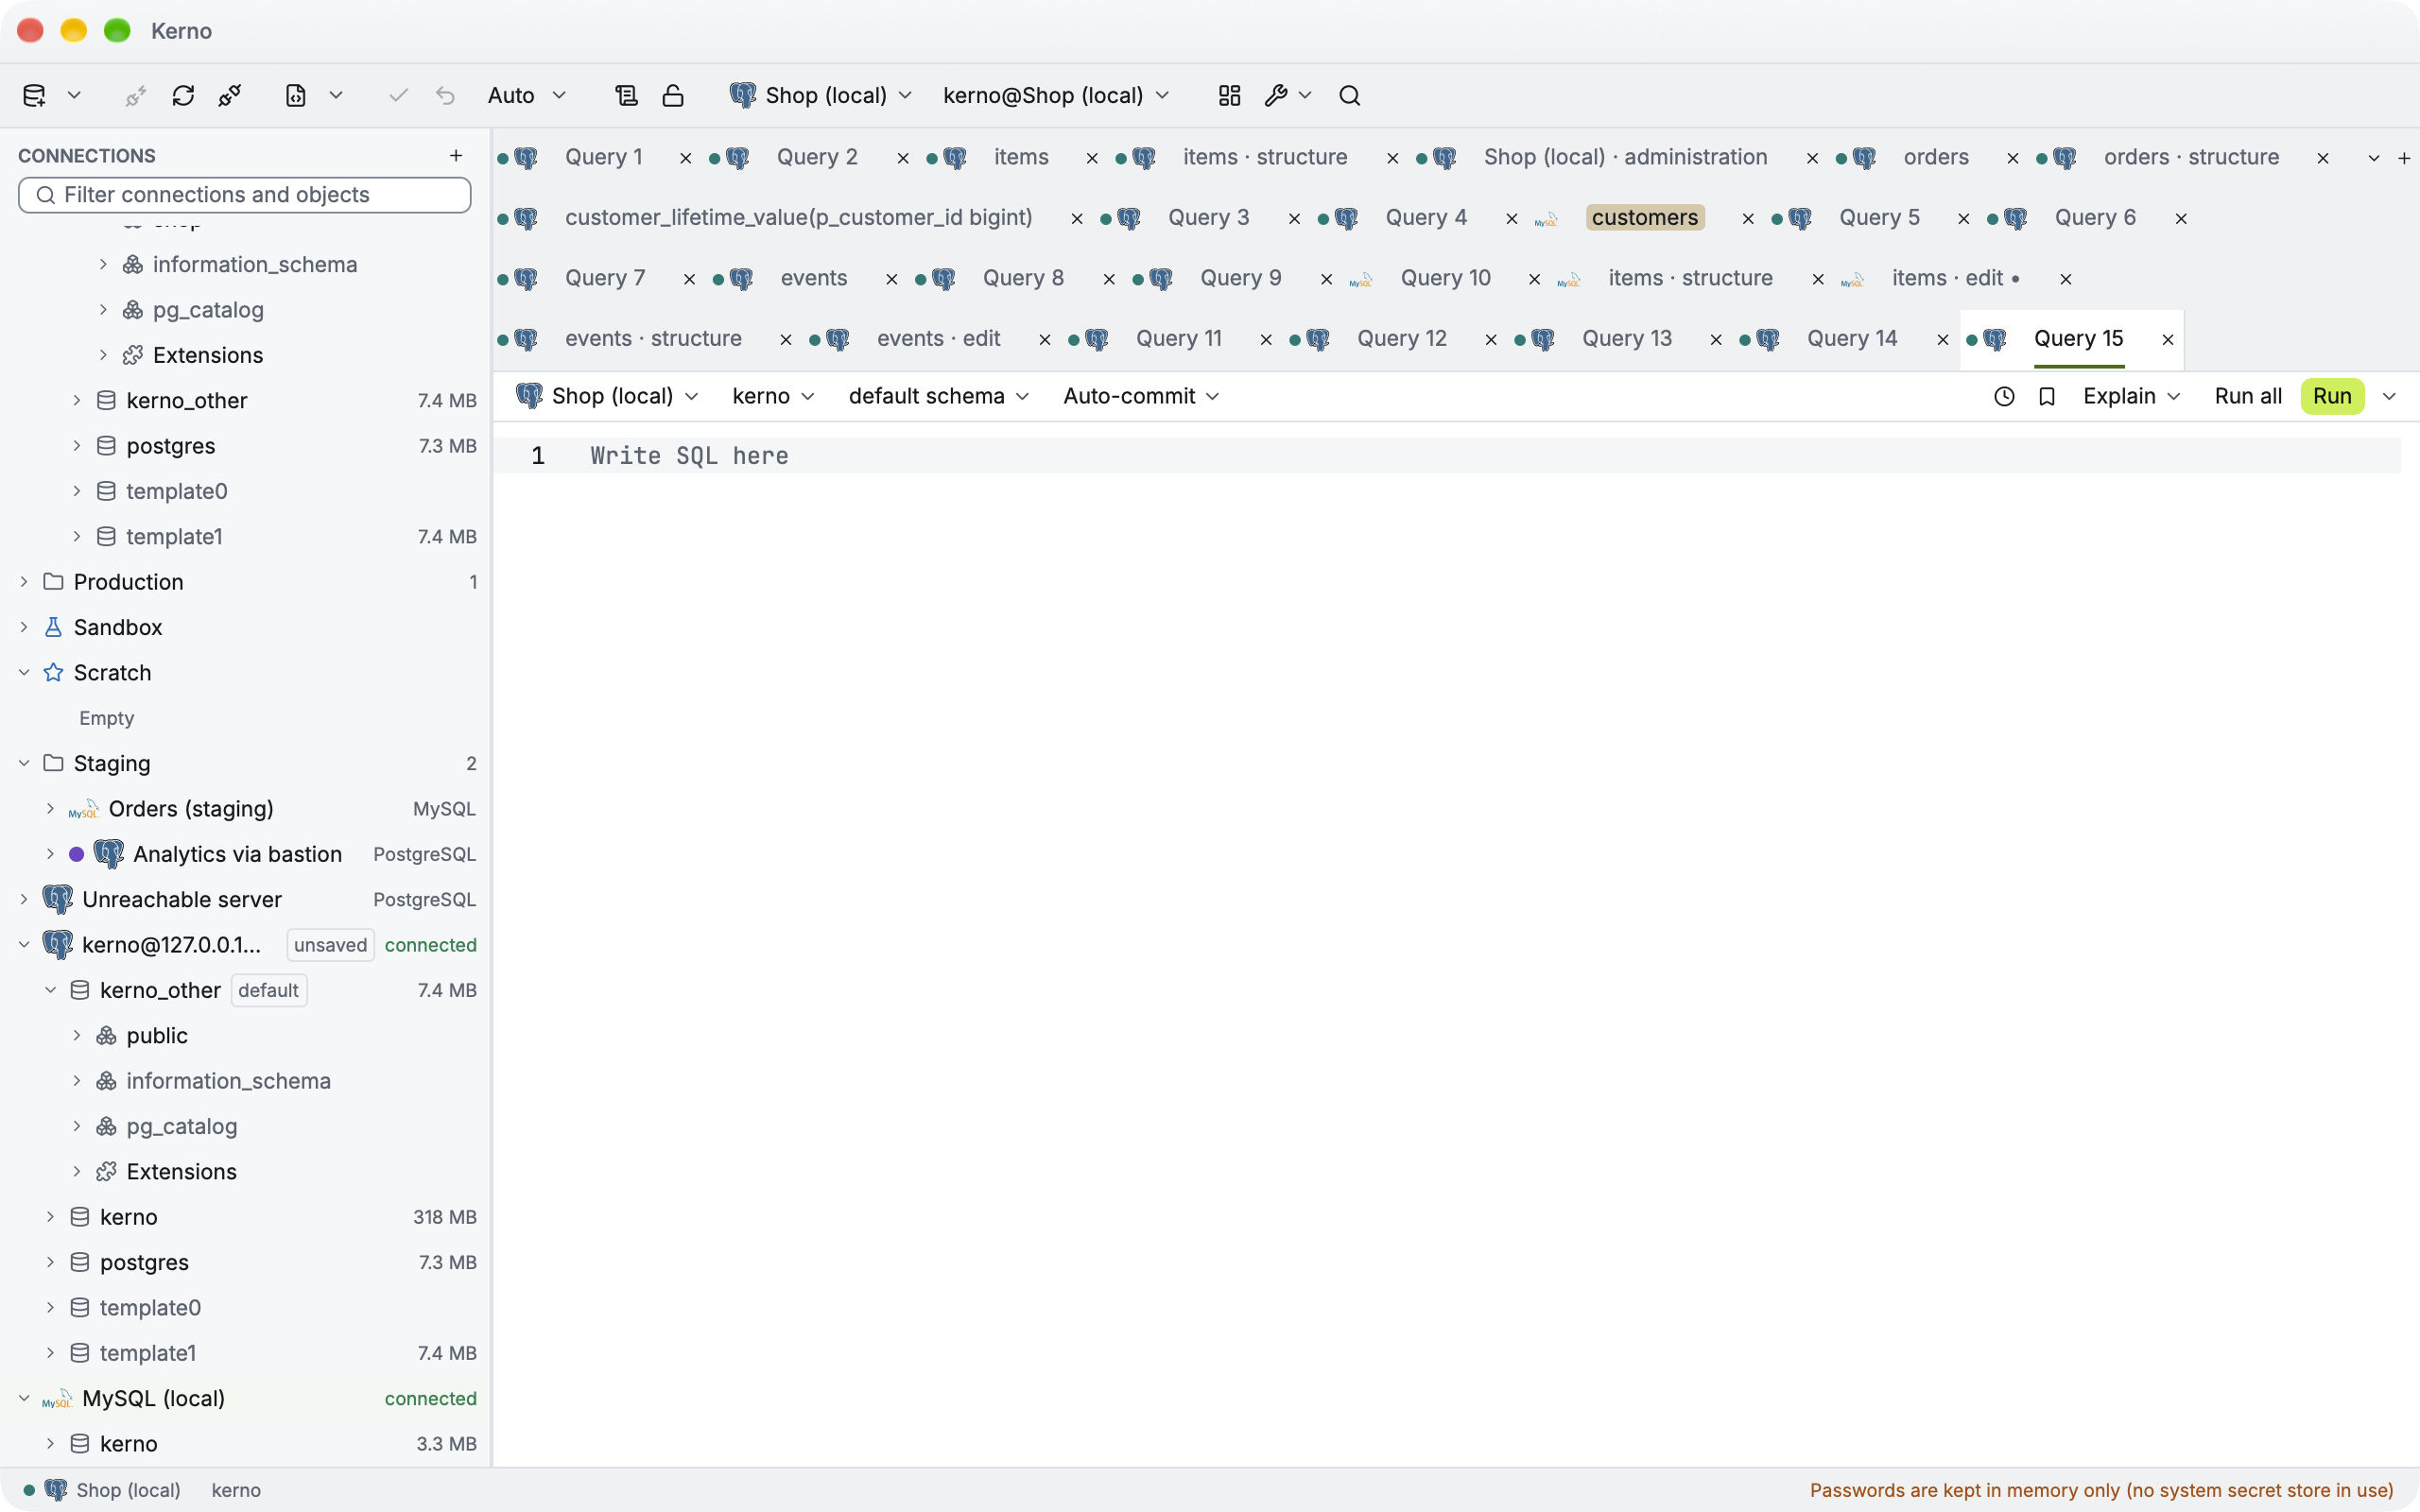 Kerno
Auto
Shop (local)
kerno@Shop (local)
CONNECTIONS
Filter connections and objects
information_schema
pg_catalog
Extensions
kerno_other 7.4 MB
postgres 7.3 MB
template0
template1 7.4 MB
Production 1
Sandbox
Scratch
Empty
Staging 2
MySQL Orders (staging) MySQL
Analytics via bastion PostgreSQL
Unreachable server PostgreSQL
kerno@127.0.0.1... unsaved connected
kerno_other default 7.4 MB
public
information_schema
pg_catalog
Extensions
kerno 318 MB
postgres 7.3 MB
template0
template1 7.4 MB
MySQL MySQL (local) connected
kerno 3.3 MB
Query 1 Query 2 items items · structure Shop (local) · administration orders orders · structure
customer_lifetime_value(p_customer_id bigint) Query 3 Query 4 MySQL customers Query 5 Query 6
Query 7 events Query 8 Query 9 MySQL Query 10 MySQL items · structure MySQL items · edit •
events · structure events · edit Query 11 Query 12 Query 13 Query 14 Query 15
Shop (local) kerno default schema Auto-commit Explain Run all Run
1 Write SQL here
Shop (local) kerno
Passwords are kept in memory only (no system secret store in use)